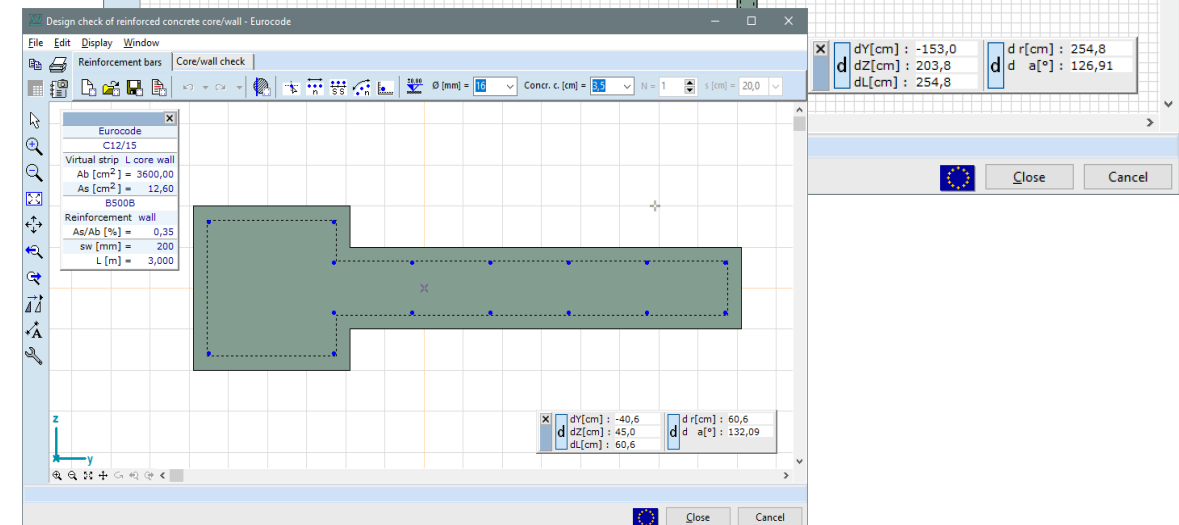 Design check of reinforced concrete core/wall - Eurocode
File Edit Display Window
Reinforcement bars Core/wall check
Ø [mm] = 16 Concr. c. [cm] = 3,5 N = 1 s [cm] = 20,0
Eurocode
C12/15
Virtual strip L core wall
Ab [cm2] = 3600,00
As [cm2] = 12,60
B500B
Reinforcement wall
As/Ab [%] = 0,35
sw [mm] = 200
L [m] = 3,000
z
y
d
dY[cm] : -40,6
dZ[cm] : 45,0
dL[cm] : 60,6
d
d r[cm] : 60,6
d a[°] : 132,09
Close Cancel
d
dY[cm] : -153,0
dZ[cm] : 203,8
dL[cm] : 254,8
d
d r[cm] : 254,8
d a[°] : 126,91
Close Cancel